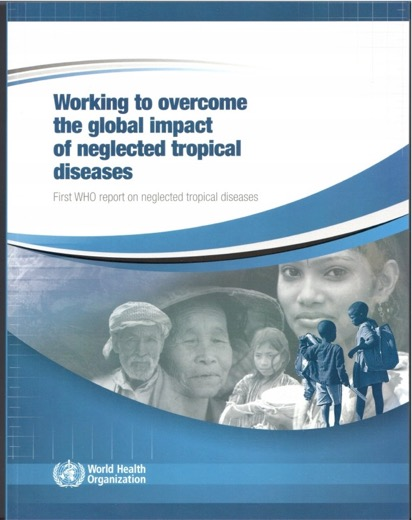 Working to overcome
the global impact
of neglected tropical
diseases
First WHO report on neglected tropical diseases
World Health
Organization